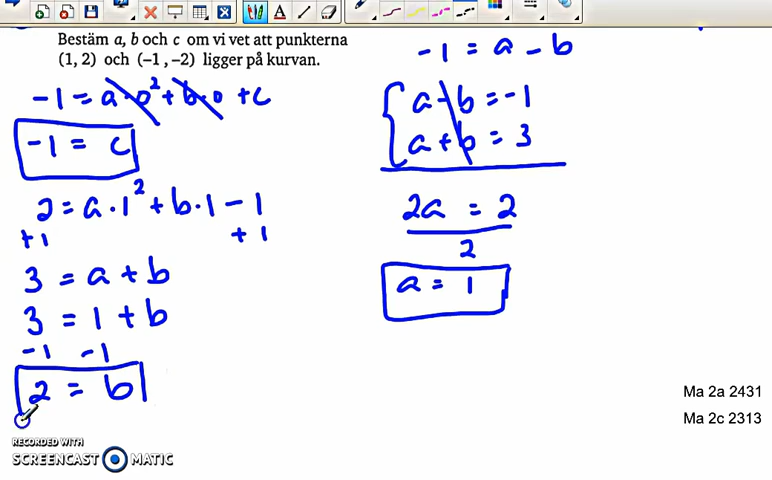 Bestäm a, b och c om vi vet att punkterna
(1, 2) och (−1, −2) ligger på kurvan.
-1 = a·0² + b·0 + c
-1 = c
2 = a·1² + b·1 - 1
+1 +1
3 = a + b
3 = 1 + b
-1 -1
2 = b
-1 = a - b
a - b = -1
a + b = 3
2a = 2
2
a = 1
Ma 2a 2431
Ma 2c 2313
RECORDED WITH
SCREENCAST MATIC